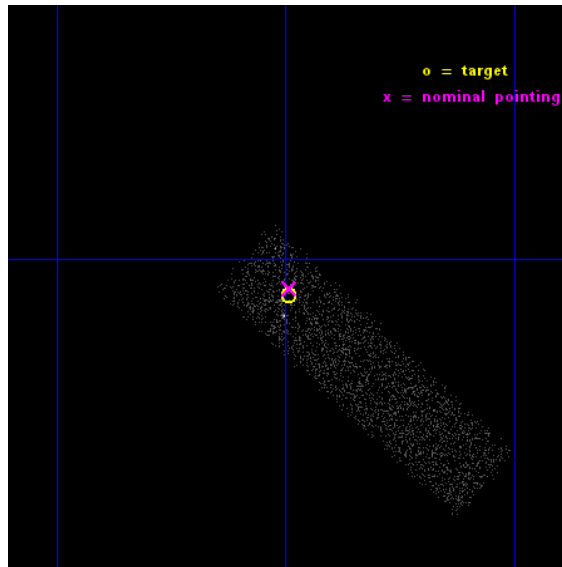 o = target
x = nominal pointing